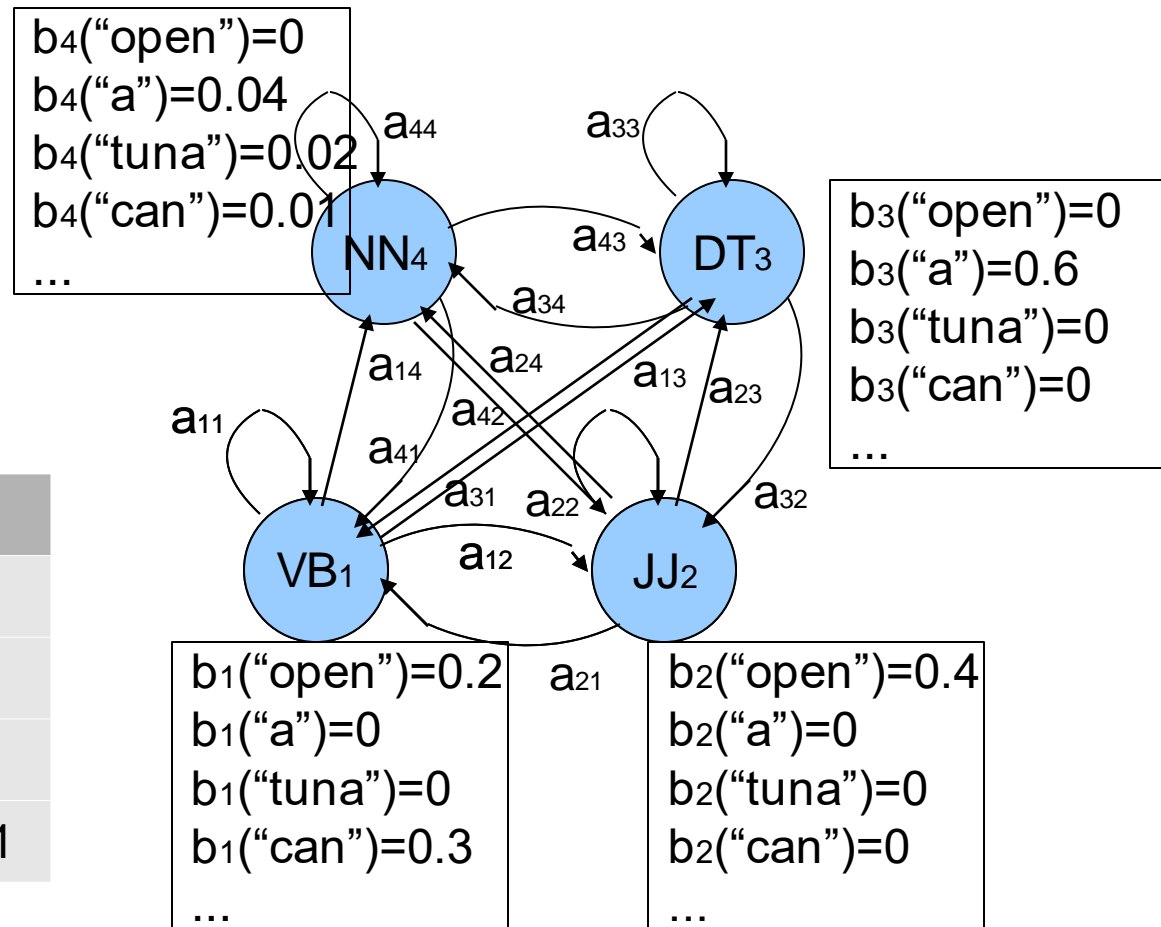 b4(“open”)=0
b4(“a”)=0.04
b4(“tuna”)=0.02
b4(“can”)=0.01
...
a44
a33
NN4
a43
DT3
a34
b3(“open”)=0
b3(“a”)=0.6
b3(“tuna”)=0
b3(“can”)=0
...
a14
a24
a13
a23
a11
a42
a41
a31
a22
a32
VB1
a12
JJ2
a21
b1(“open”)=0.2
b1(“a”)=0
b1(“tuna”)=0
b1(“can”)=0.3
...
b2(“open”)=0.4
b2(“a”)=0
b2(“tuna”)=0
b2(“can”)=0
...